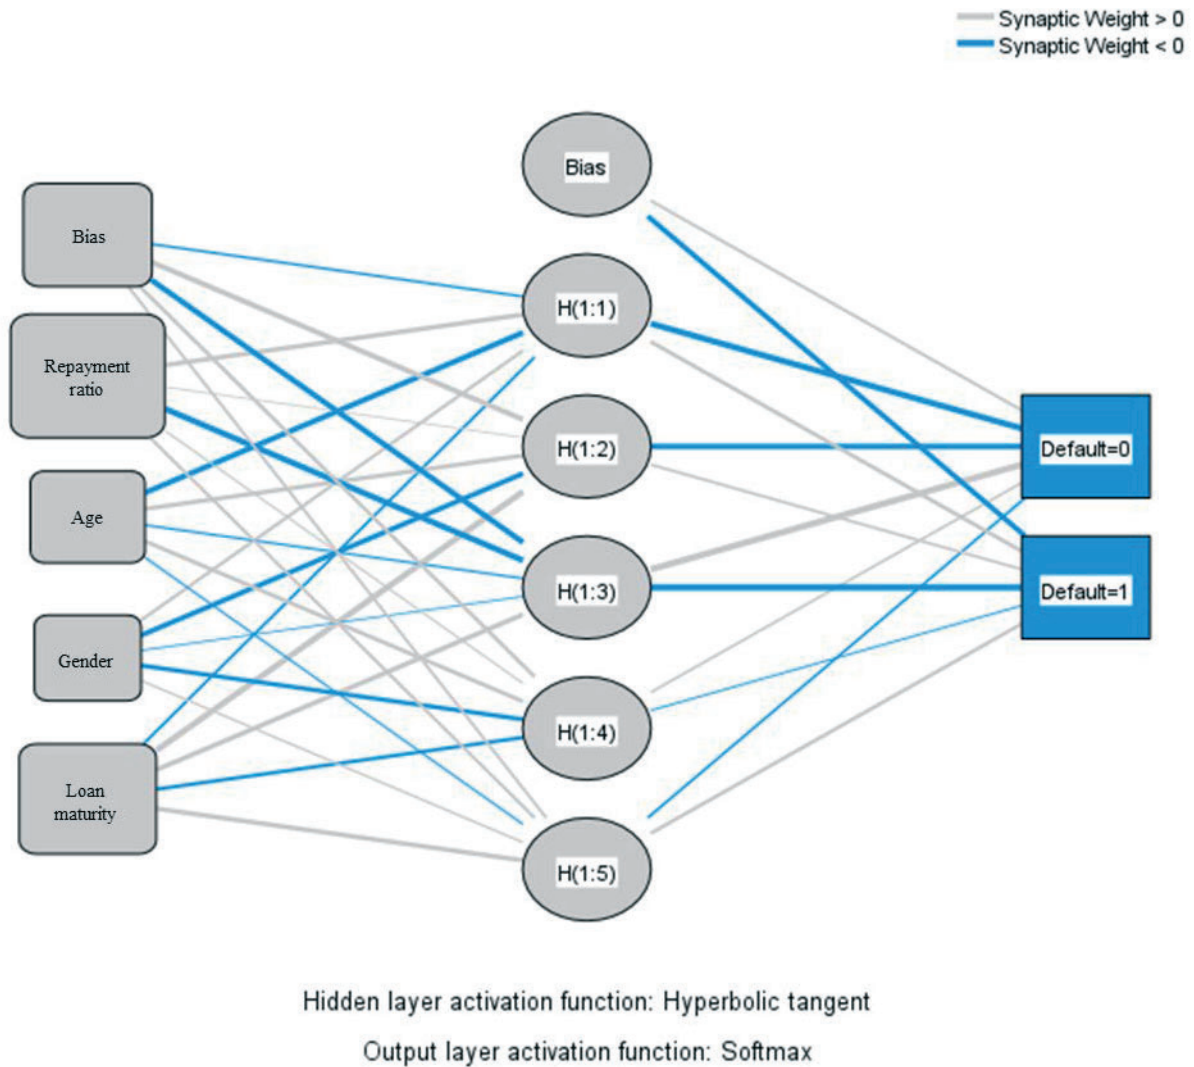 Synaptic Weight > 0
Synaptic Weight < 0
Bias
Repayment
ratio
Age
Gender
Loan
maturity
Bias
H(1:1)
H(1:2)
H(1:3)
H(1:4)
H(1:5)
Default=0
Default=1
Hidden layer activation function: Hyperbolic tangent
Output layer activation function: Softmax